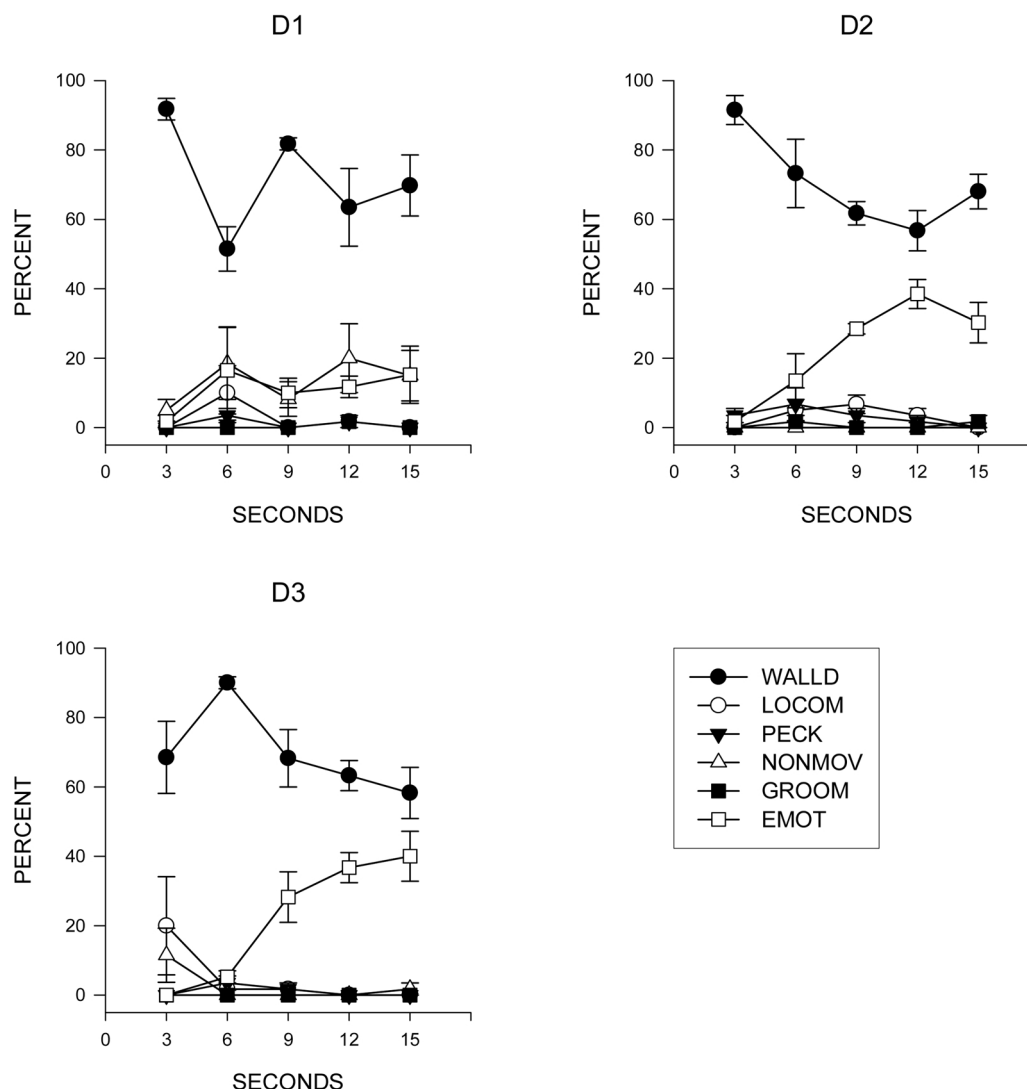 D1
100
80
60
40
20
0
PERCENT
0 3 6 9 12 15
SECONDS
D2
100
80
60
40
20
0
PERCENT
0 3 6 9 12 15
SECONDS
D3
100
80
60
40
20
0
PERCENT
0 3 6 9 12 15
SECONDS
WALLD
LOCOM
PECK
NONMOV
GROOM
EMOT